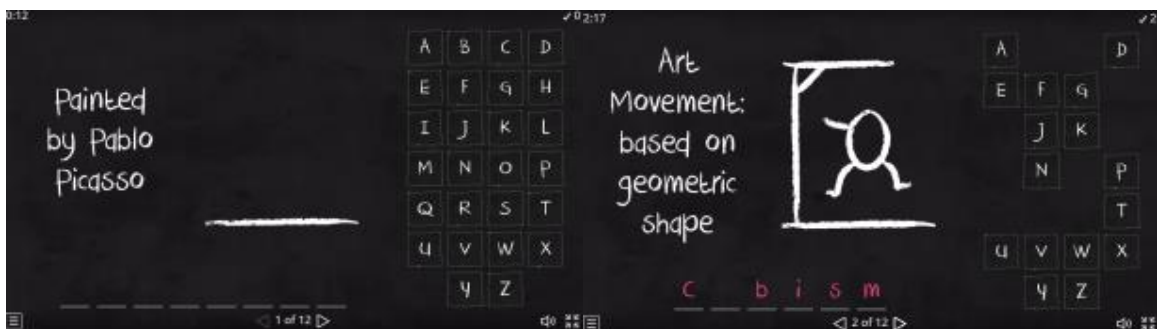 0:12
✓0
Painted
by Pablo
Picasso
A B C D
E F G H
I J K L
M N O P
Q R S T
U V W X
Y Z
1 of 12
2:17
✓2
Art
Movement:
based on
geometric
shape
A D
E F G
J K
N P
T
U V W X
Y Z
C _ b i s m
2 of 12